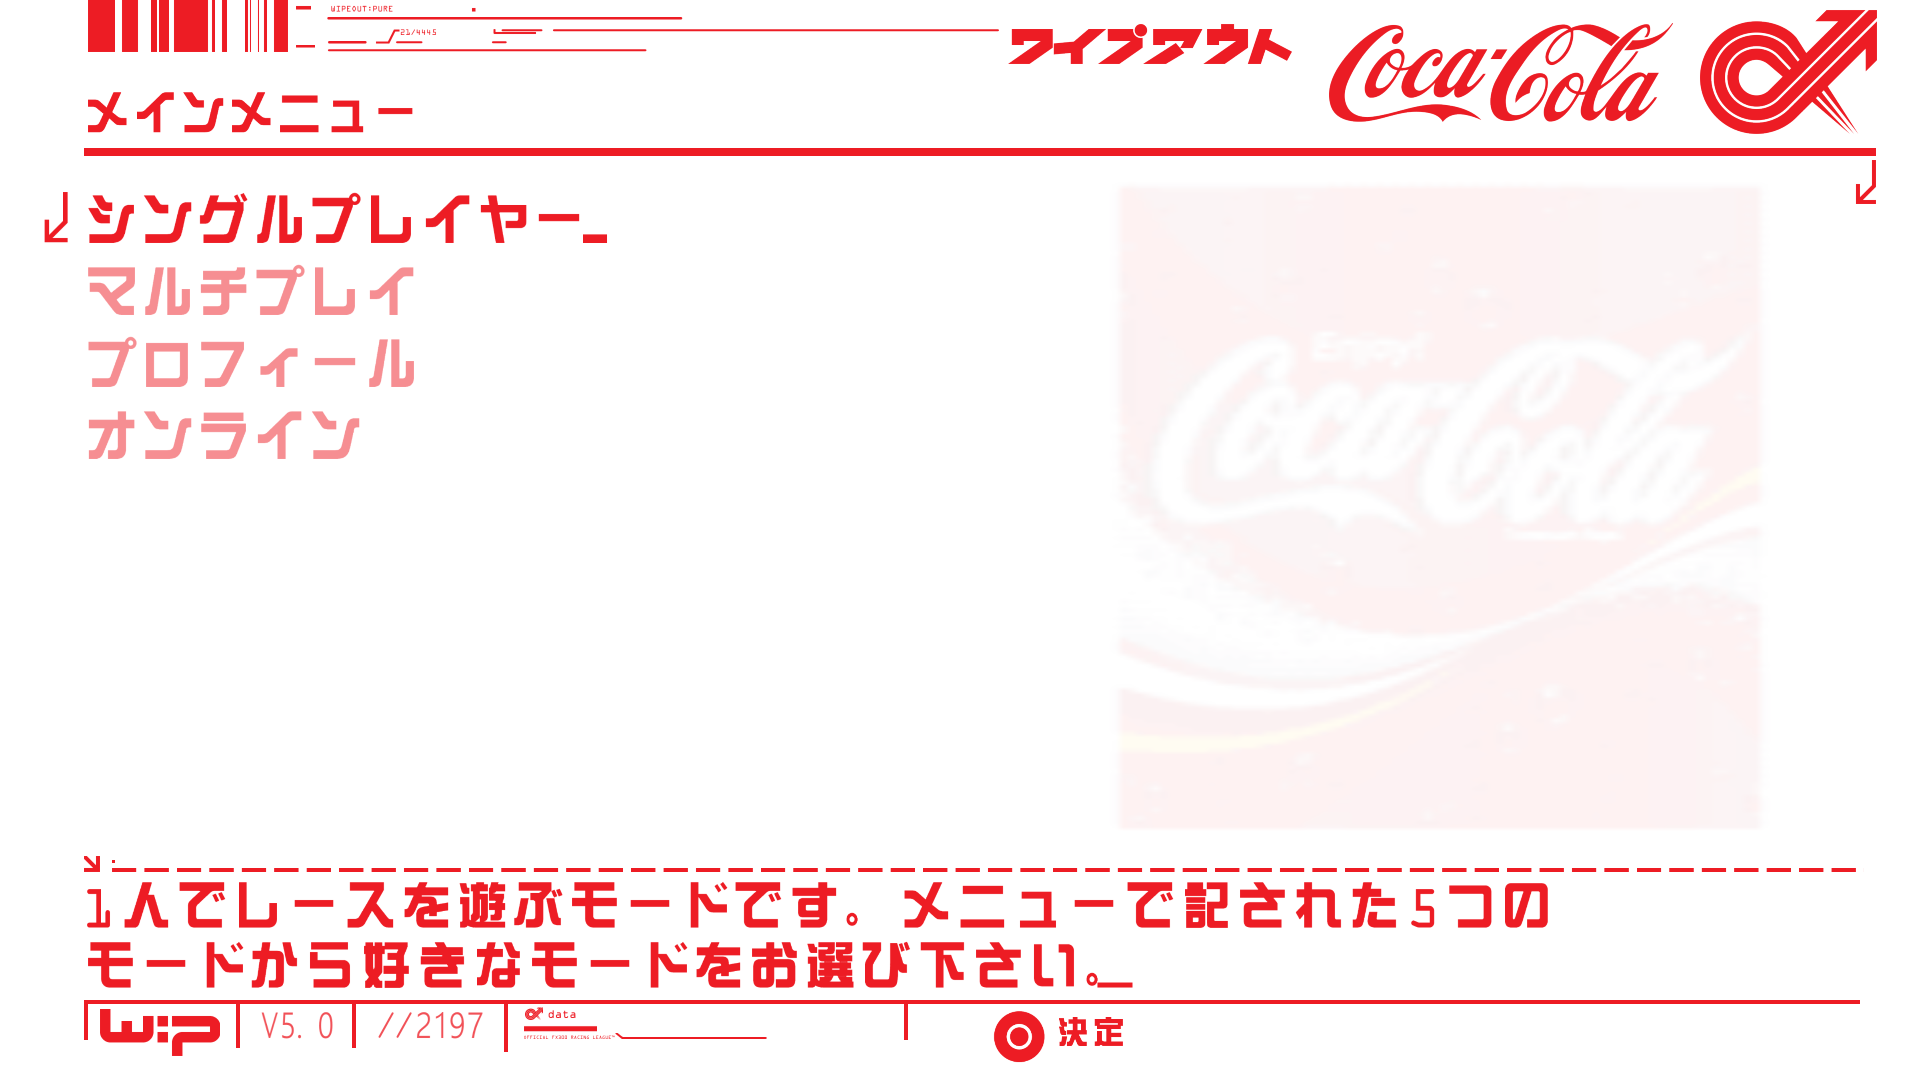 WIPEOUT:PURE
21/4445
ワイプアウト
Coca-Cola
メインメニュー
シングルプレイヤー_
マルチプレイ
プロフィール
オンライン
Enjoy!
Coca-Cola
1人でレースを遊ぶモードです。メニューで記された5つの
モードから好きなモードをお選び下さい。_
wip
V5. 0
//2197
data
OFFICIAL FX300 RACING LEAGUE
決定